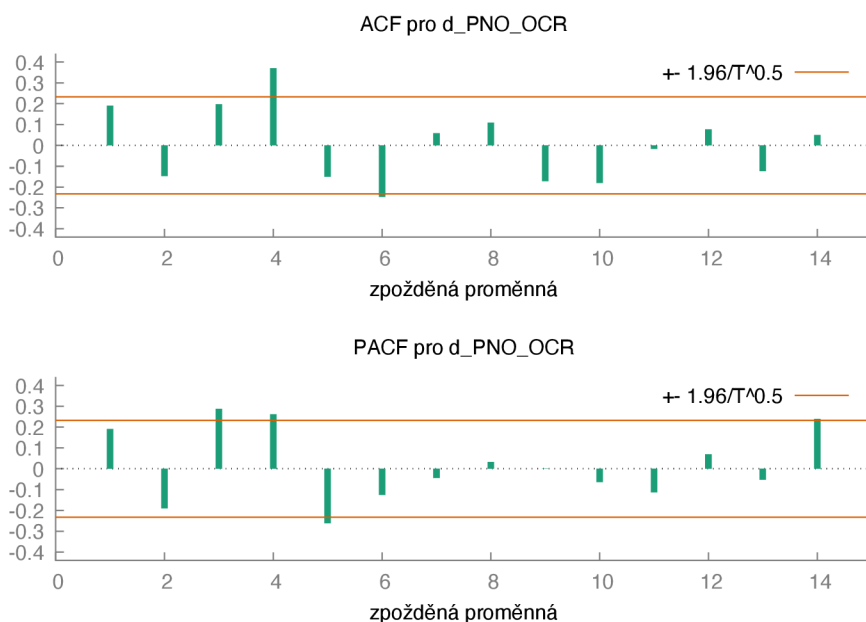 ACF pro d_PNO_OCR
+- 1.96/T^0.5
0.4
0.3
0.2
0.1
0
-0.1
-0.2
-0.3
-0.4
0 2 4 6 8 10 12 14
zpožděná proměnná
PACF pro d_PNO_OCR
+- 1.96/T^0.5
0.4
0.3
0.2
0.1
0
-0.1
-0.2
-0.3
-0.4
0 2 4 6 8 10 12 14
zpožděná proměnná